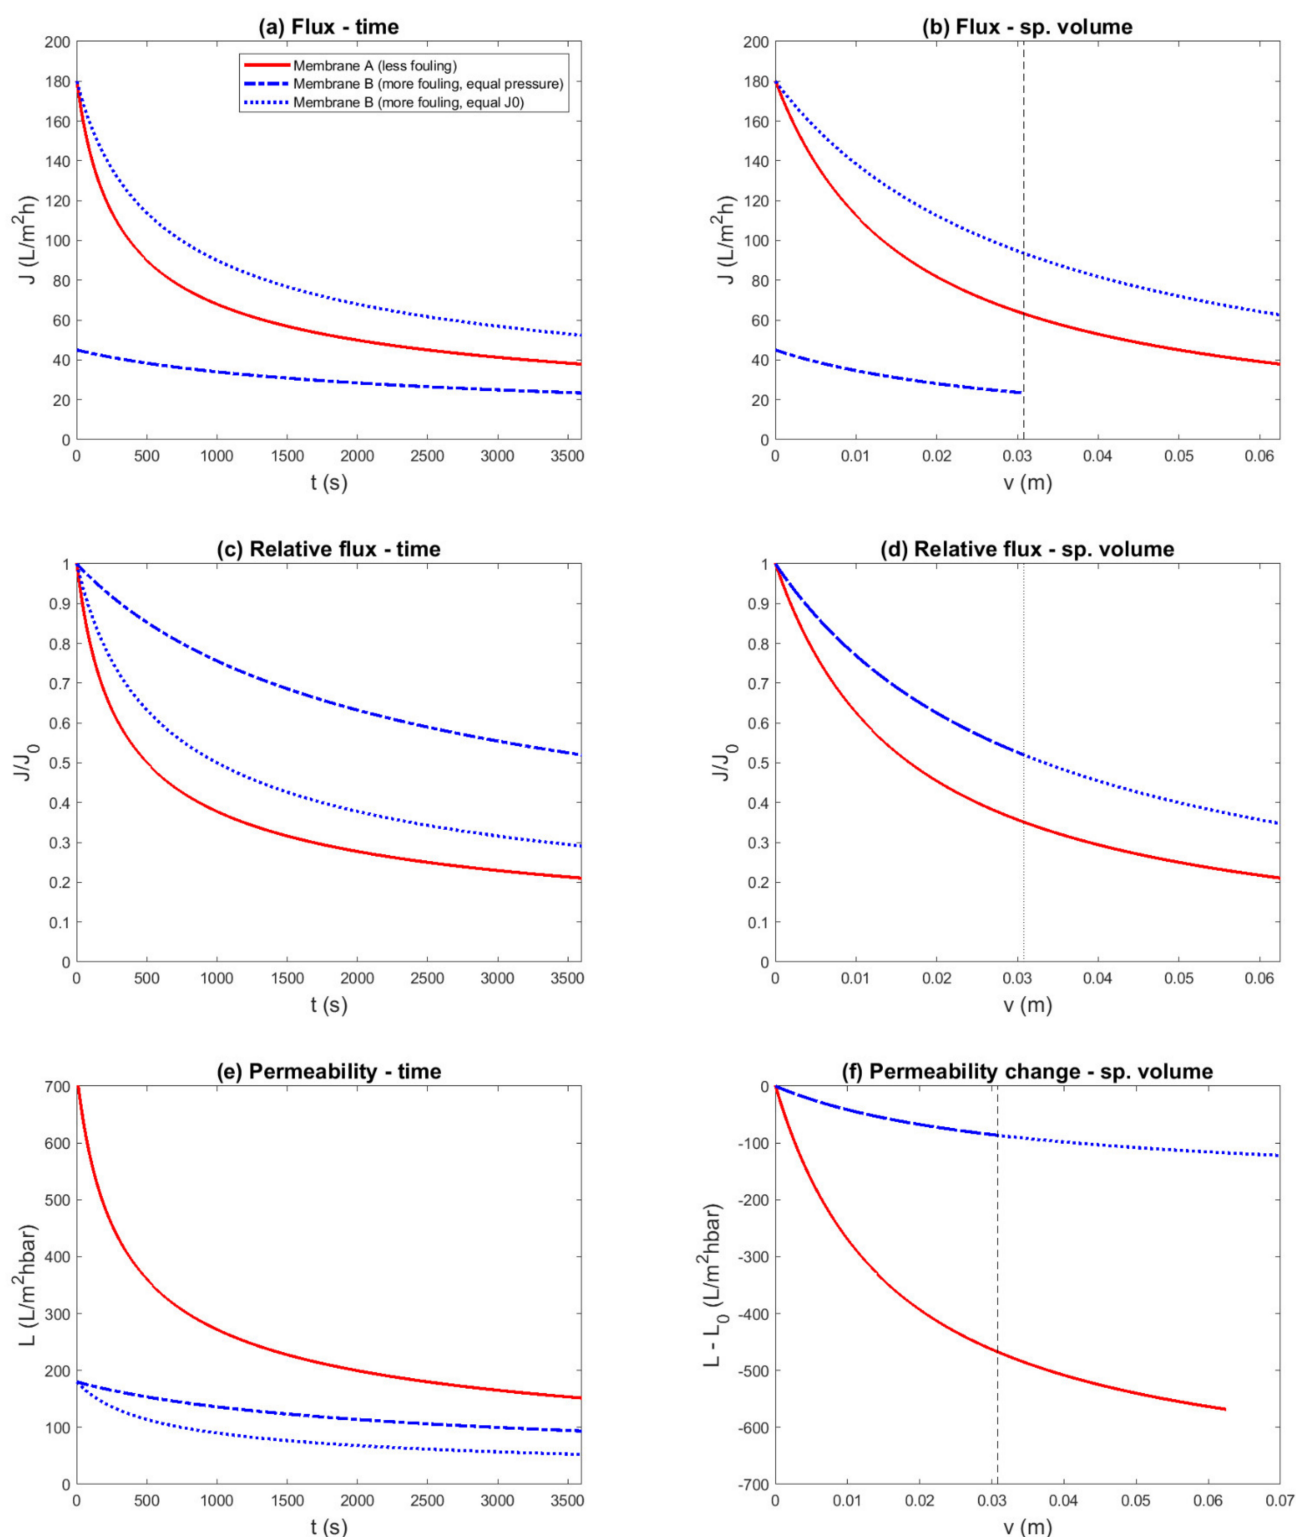 (a) Flux - time
200
180
160
140
120
100
80
60
40
20
0
J (L/m²h)
Membrane A (less fouling)
Membrane B (more fouling, equal pressure)
Membrane B (more fouling, equal J0)
0 500 1000 1500 2000 2500 3000 3500
t (s)
(b) Flux - sp. volume
200
180
160
140
120
100
80
60
40
20
0
J (L/m²h)
0 0.01 0.02 0.03 0.04 0.05 0.06
v (m)
(c) Relative flux - time
1
0.9
0.8
0.7
0.6
0.5
0.4
0.3
0.2
0.1
0
J/J₀
0 500 1000 1500 2000 2500 3000 3500
t (s)
(d) Relative flux - sp. volume
1
0.9
0.8
0.7
0.6
0.5
0.4
0.3
0.2
0.1
0
J/J₀
0 0.01 0.02 0.03 0.04 0.05 0.06
v (m)
(e) Permeability - time
700
600
500
400
300
200
100
0
L (L/m²hbar)
0 500 1000 1500 2000 2500 3000 3500
t (s)
(f) Permeability change - sp. volume
0
-100
-200
-300
-400
-500
-600
-700
L - L₀ (L/m²hbar)
0 0.01 0.02 0.03 0.04 0.05 0.06 0.07
v (m)